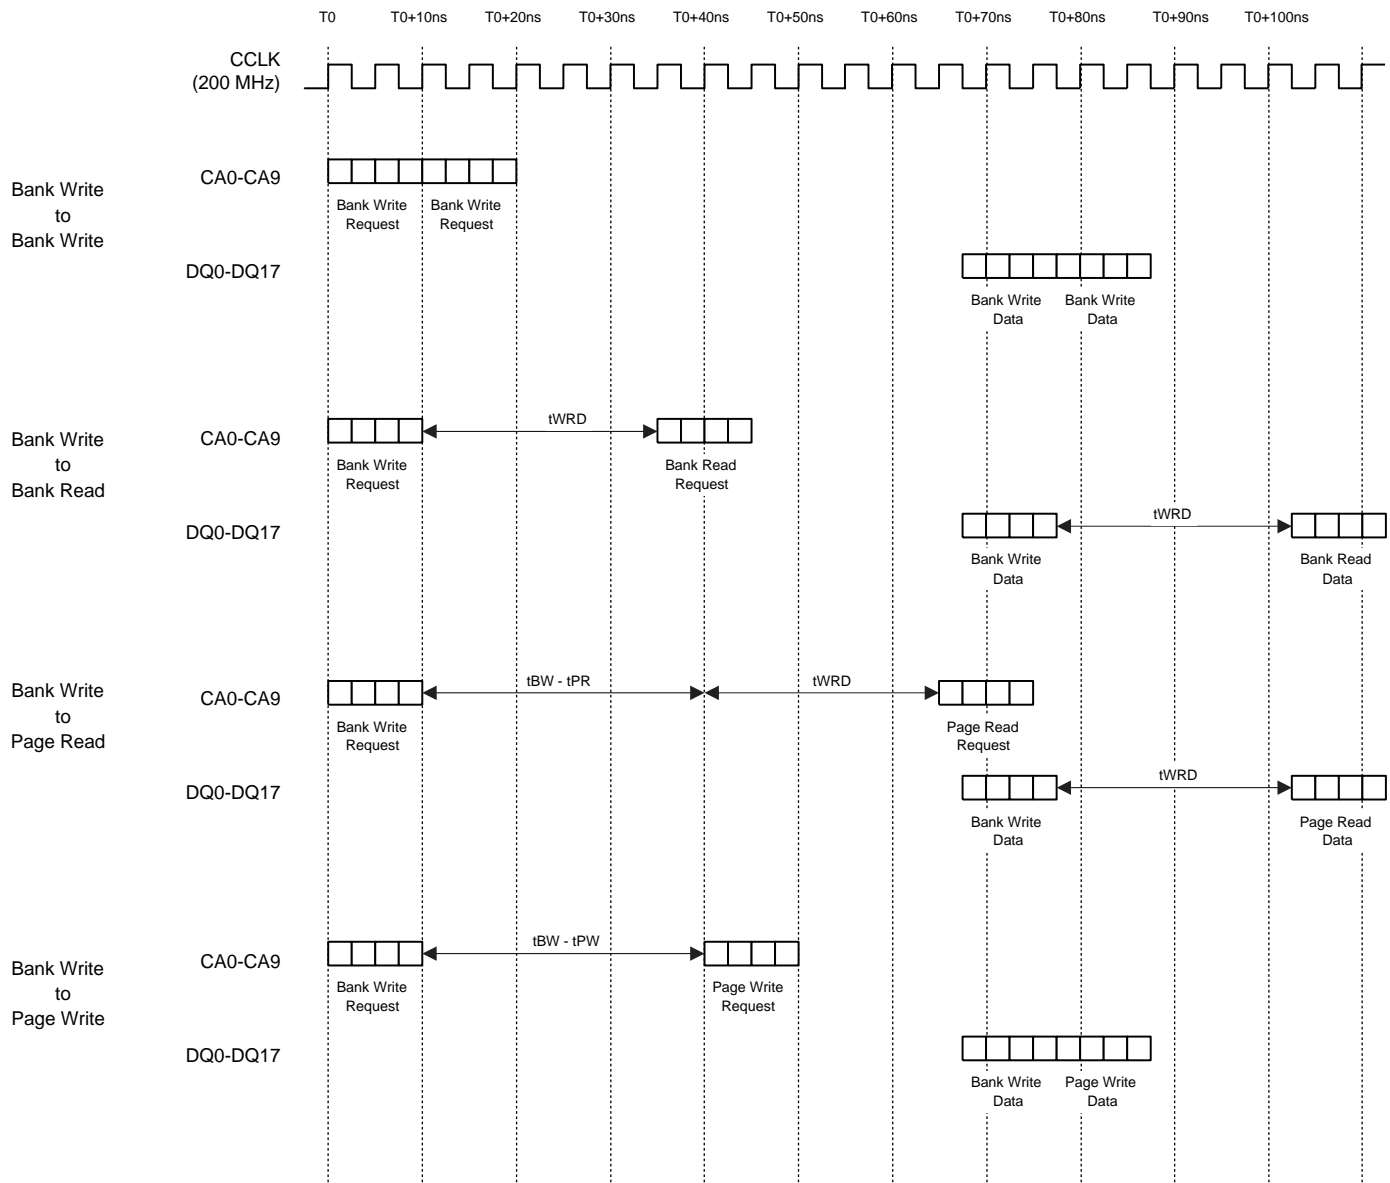 T0 T0+10ns T0+20ns T0+30ns T0+40ns T0+50ns T0+60ns T0+70ns T0+80ns T0+90ns T0+100ns
CCLK
(200 MHz)
Bank Write
to
Bank Write
CA0-CA9
Bank Write Bank Write
Request Request
DQ0-DQ17
Bank Write Bank Write
Data Data
Bank Write
to
Bank Read
CA0-CA9
tWRD
Bank Write Bank Read
Request Request
DQ0-DQ17
tWRD
Bank Write Bank Read
Data Data
Bank Write
to
Page Read
CA0-CA9
tBW - tPR tWRD
Bank Write Page Read
Request Request
DQ0-DQ17
tWRD
Bank Write Page Read
Data Data
Bank Write
to
Page Write
CA0-CA9
tBW - tPW
Bank Write Page Write
Request Request
DQ0-DQ17
Bank Write Page Write
Data Data